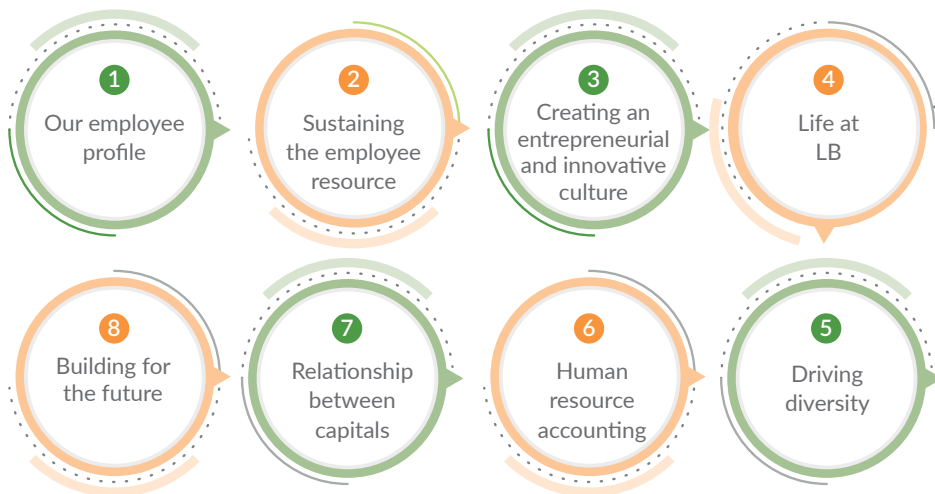 1
Our employee
profile
2
Sustaining
the employee
resource
3
Creating an
entrepreneurial
and innovative
culture
4
Life at
LB
8
Building for
the future
7
Relationship
between
capitals
6
Human
resource
accounting
5
Driving
diversity